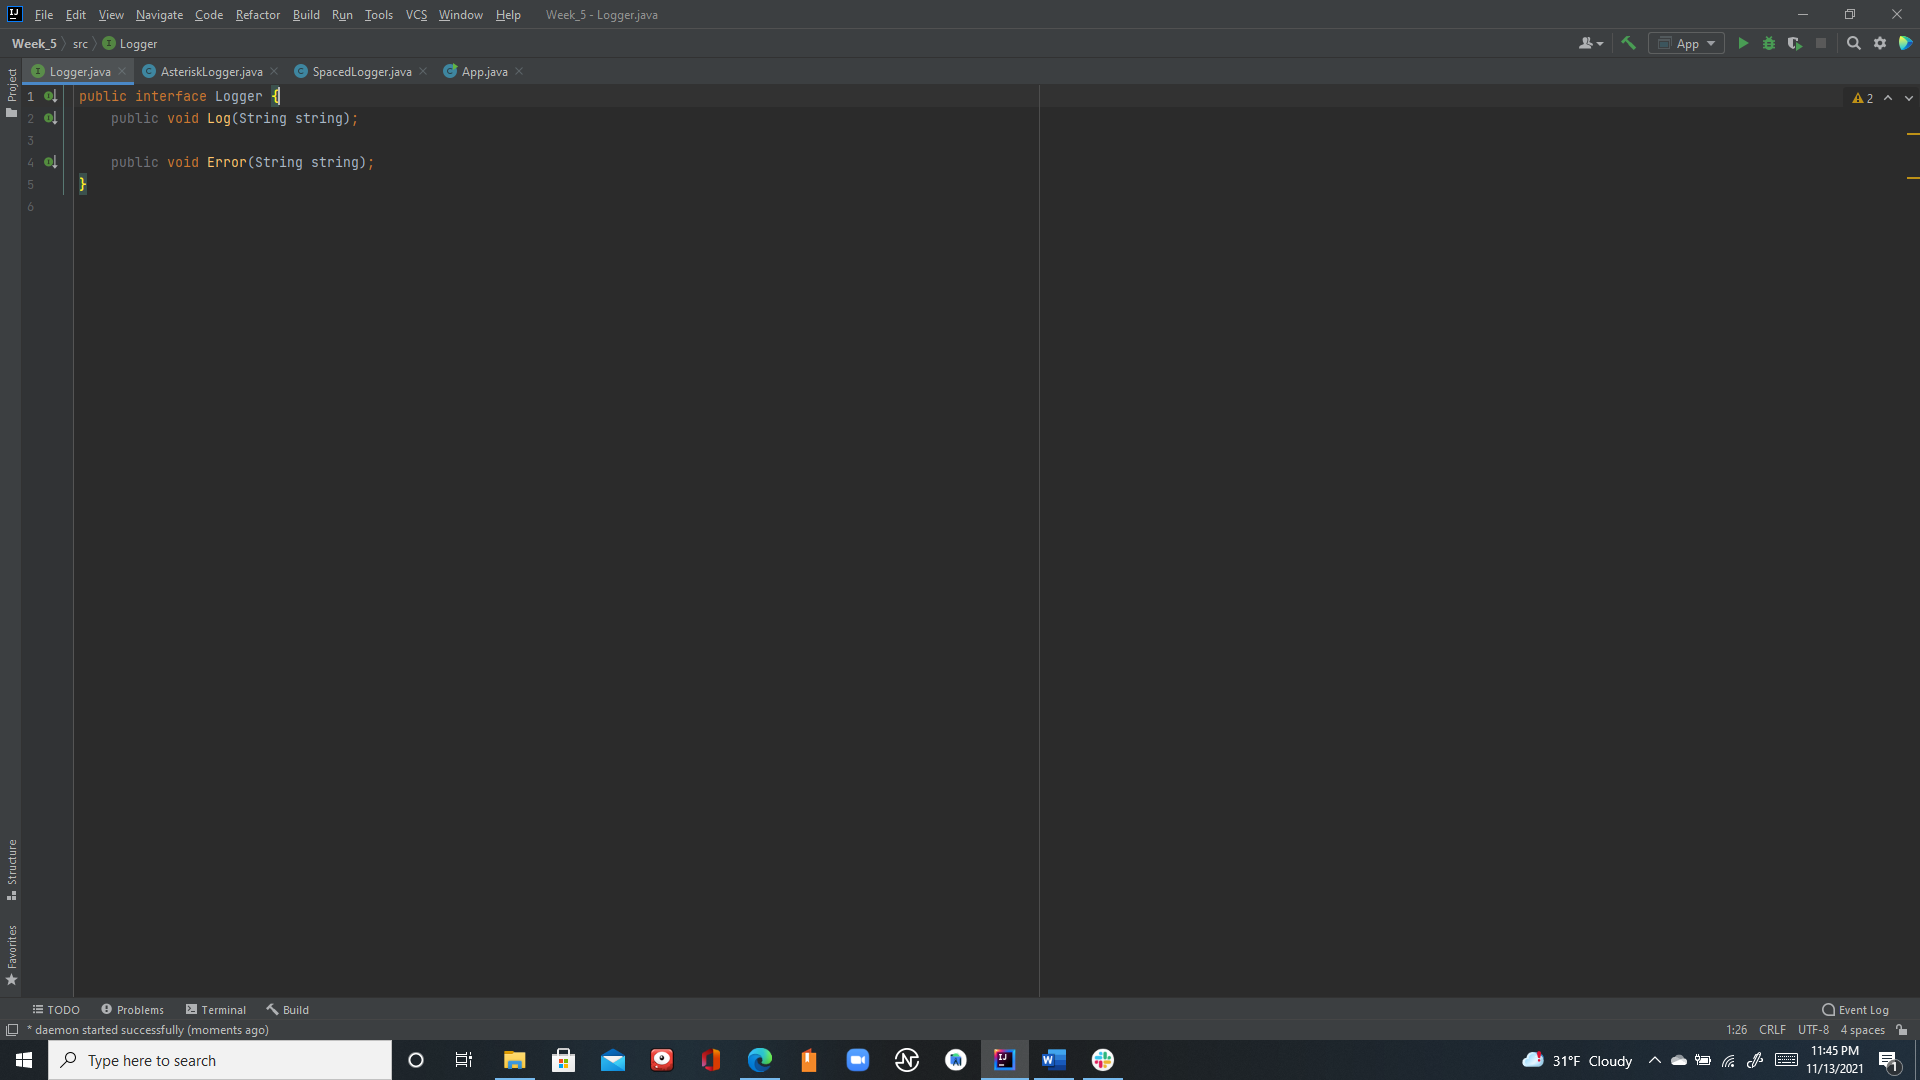 File Edit View Navigate Code Refactor Build Run Tools VCS Window Help Week_5 - Logger.java
Week_5 src Logger App
Logger.java AsteriskLogger.java SpacedLogger.java App.java
Project
1 public interface Logger {
2
2 public void Log(String string);
3
4 public void Error(String string);
5 }
6
Structure
Favorites
TODO Problems Terminal Build Event Log
* daemon started successfully (moments ago) 1:26 CRLF UTF-8 4 spaces
Type here to search 31°F Cloudy 11:45 PM
11/13/2021 1